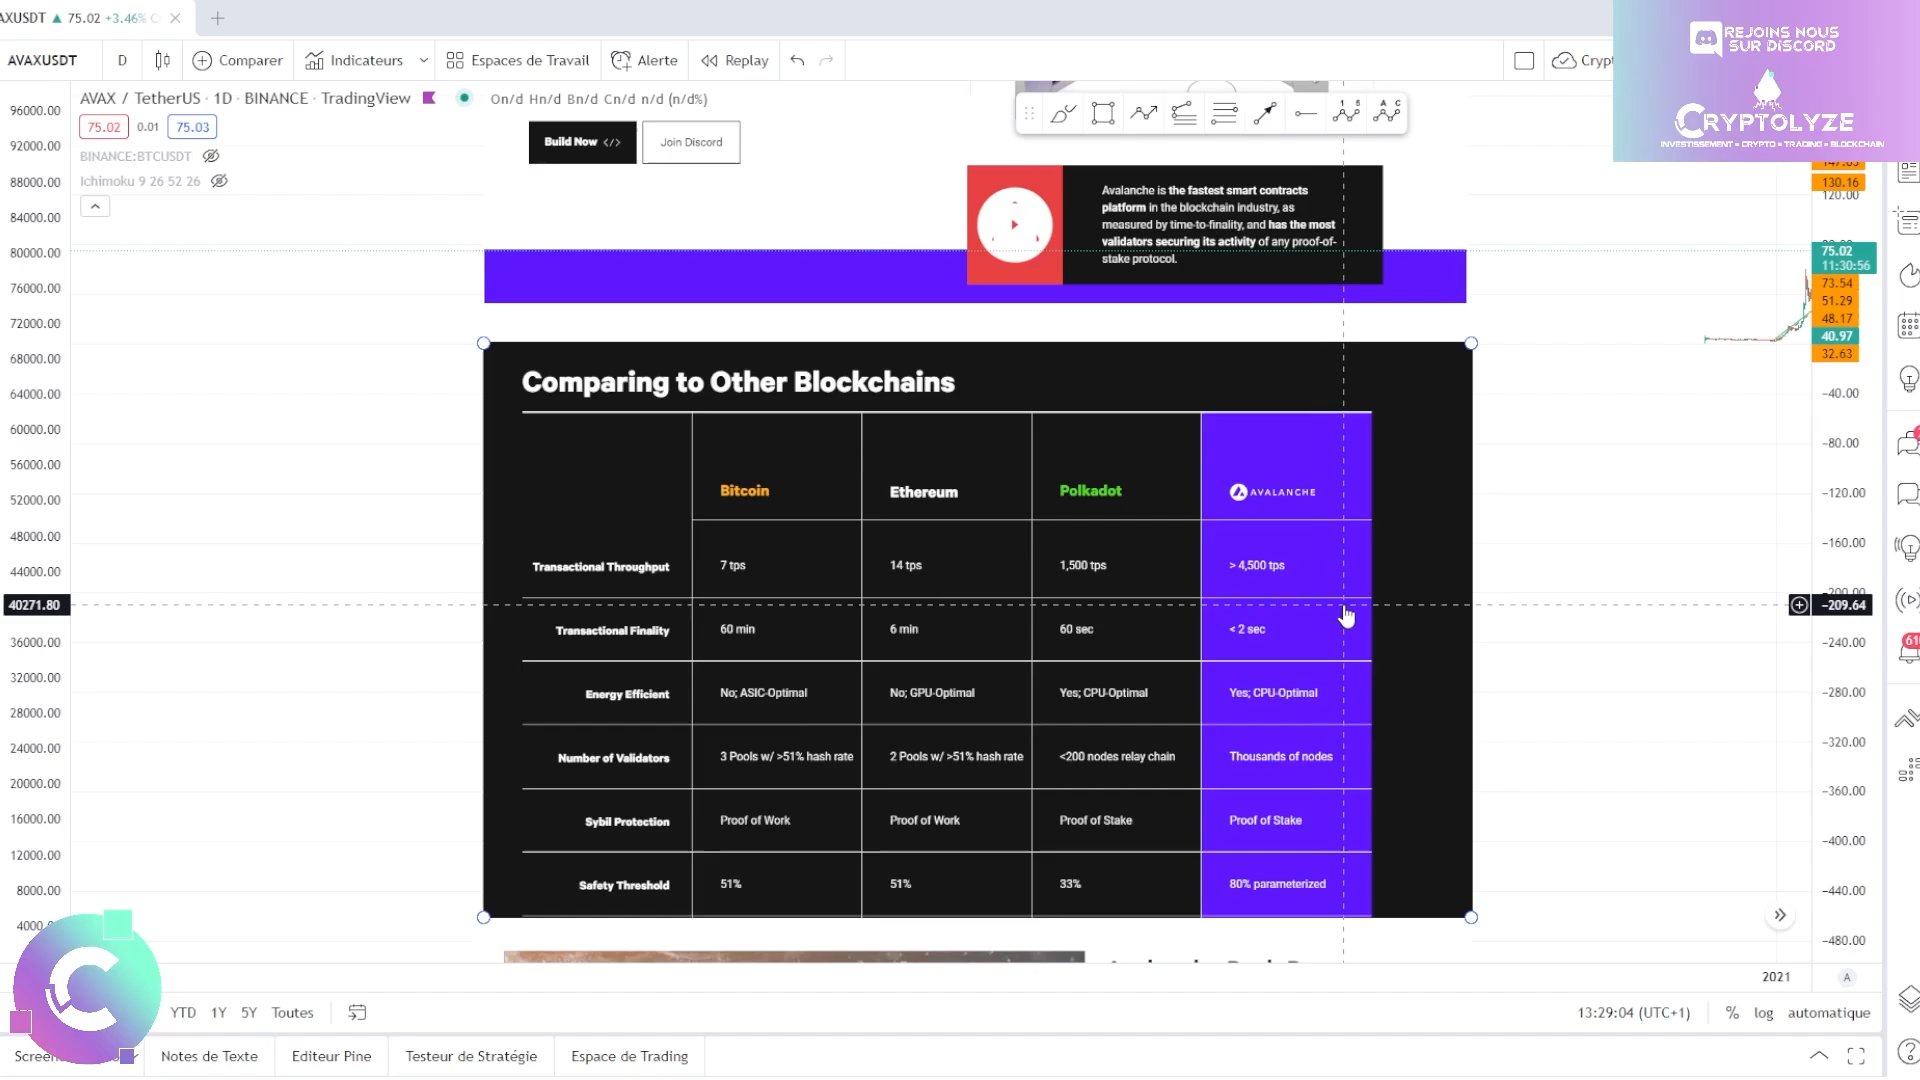 AXUSDT ▲ 75.02 +3.46%
AVAXUSDT
D
Comparer
Indicateurs
Espaces de Travail
Alerte
Replay
REJOINS NOUS
SUR DISCORD
CRYPTOLYZE
INVESTISSEMENT • CRYPTO • TRADING • BLOCKCHAIN
AVAX / TetherUS · 1D · BINANCE · TradingView
On/d Hn/d Bn/d Cn/d n/d (n/d%)
75.02
0.01
75.03
BINANCE:BTCUSDT
Ichimoku 9 26 52 26
Build Now </>
Join Discord
Avalanche is the fastest smart contracts
platform in the blockchain industry, as
measured by time-to-finality, and has the most
validators securing its activity of any proof-of-
stake protocol.
Comparing to Other Blockchains
Bitcoin
Ethereum
Polkadot
AVALANCHE
Transactional Throughput
7 tps
14 tps
1,500 tps
> 4,500 tps
Transactional Finality
60 min
6 min
60 sec
< 2 sec
Energy Efficient
No; ASIC-Optimal
No; GPU-Optimal
Yes; CPU-Optimal
Yes; CPU-Optimal
Number of Validators
3 Pools w/ >51% hash rate
2 Pools w/ >51% hash rate
<200 nodes relay chain
Thousands of nodes
Sybil Protection
Proof of Work
Proof of Work
Proof of Stake
Proof of Stake
Safety Threshold
51%
51%
33%
80% parameterized
96000.00
92000.00
88000.00
84000.00
80000.00
76000.00
72000.00
68000.00
64000.00
60000.00
56000.00
52000.00
48000.00
44000.00
40271.80
36000.00
32000.00
28000.00
24000.00
20000.00
16000.00
12000.00
8000.00
130.16
120.00
75.02
11:30:56
73.54
51.29
48.17
40.97
32.63
−40.00
−80.00
−120.00
−160.00
−209.64
−240.00
−280.00
−320.00
−360.00
−400.00
−440.00
−480.00
2021
A
YTD
1Y
5Y
Toutes
13:29:04 (UTC+1)
%
log
automatique
Notes de Texte
Editeur Pine
Testeur de Stratégie
Espace de Trading